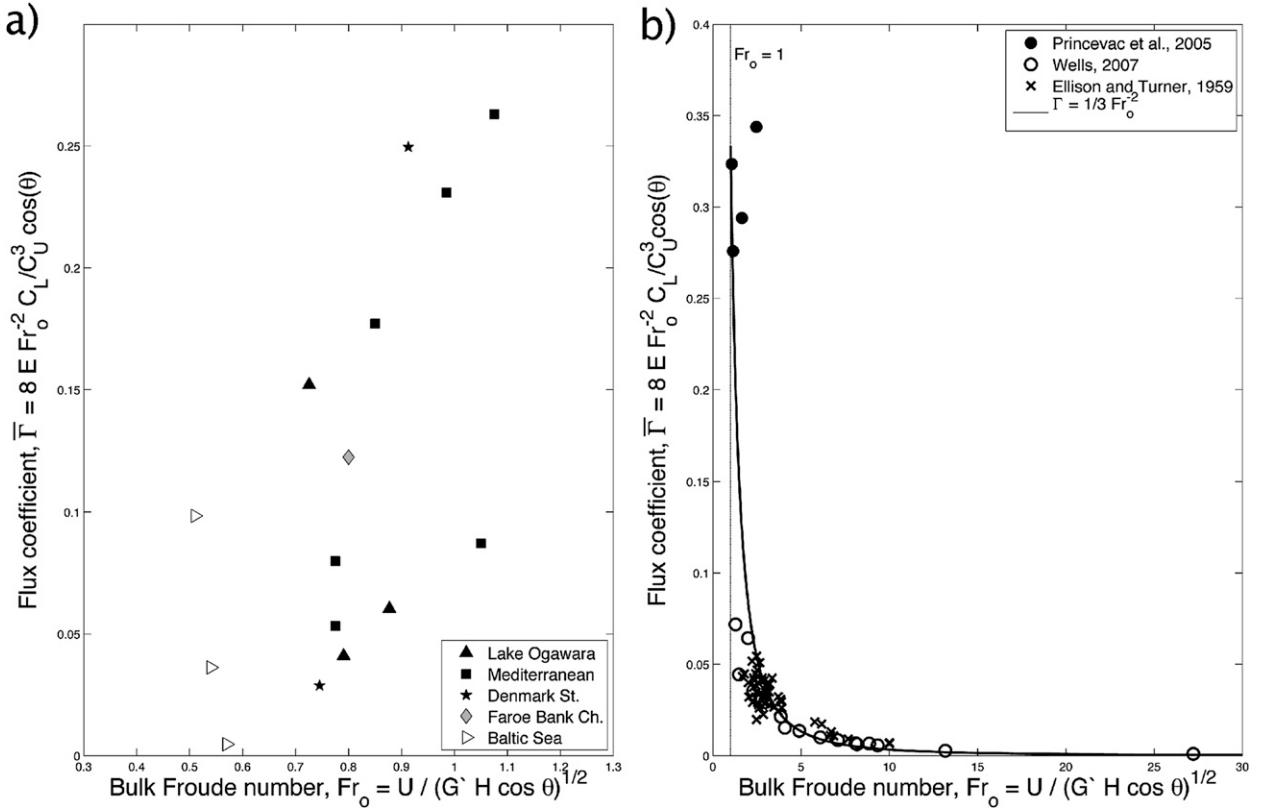 a)
Flux coefficient, Γ̅ = 8 E Fr_o^-2 C_L/C_U^3 cos(θ)
0.25
0.2
0.15
0.1
0.05
0
0.3 0.4 0.5 0.6 0.7 0.8 0.9 1 1.1 1.2 1.3
Bulk Froude number, Fr_o = U / (G` H cos θ)^1/2
Lake Ogawara
Mediterranean
Denmark St.
Faroe Bank Ch.
Baltic Sea
b)
Flux coefficient, Γ̅ = 8 E Fr_o^-2 C_L/C_U^3 cos(θ)
0.4
0.35
0.3
0.25
0.2
0.15
0.1
0.05
0
Fr_o = 1
Princevac et al., 2005
Wells, 2007
Ellison and Turner, 1959
Γ = 1/3 Fr_o^-2
0 5 10 15 20 25 30
Bulk Froude number, Fr_o = U / (G` H cos θ)^1/2